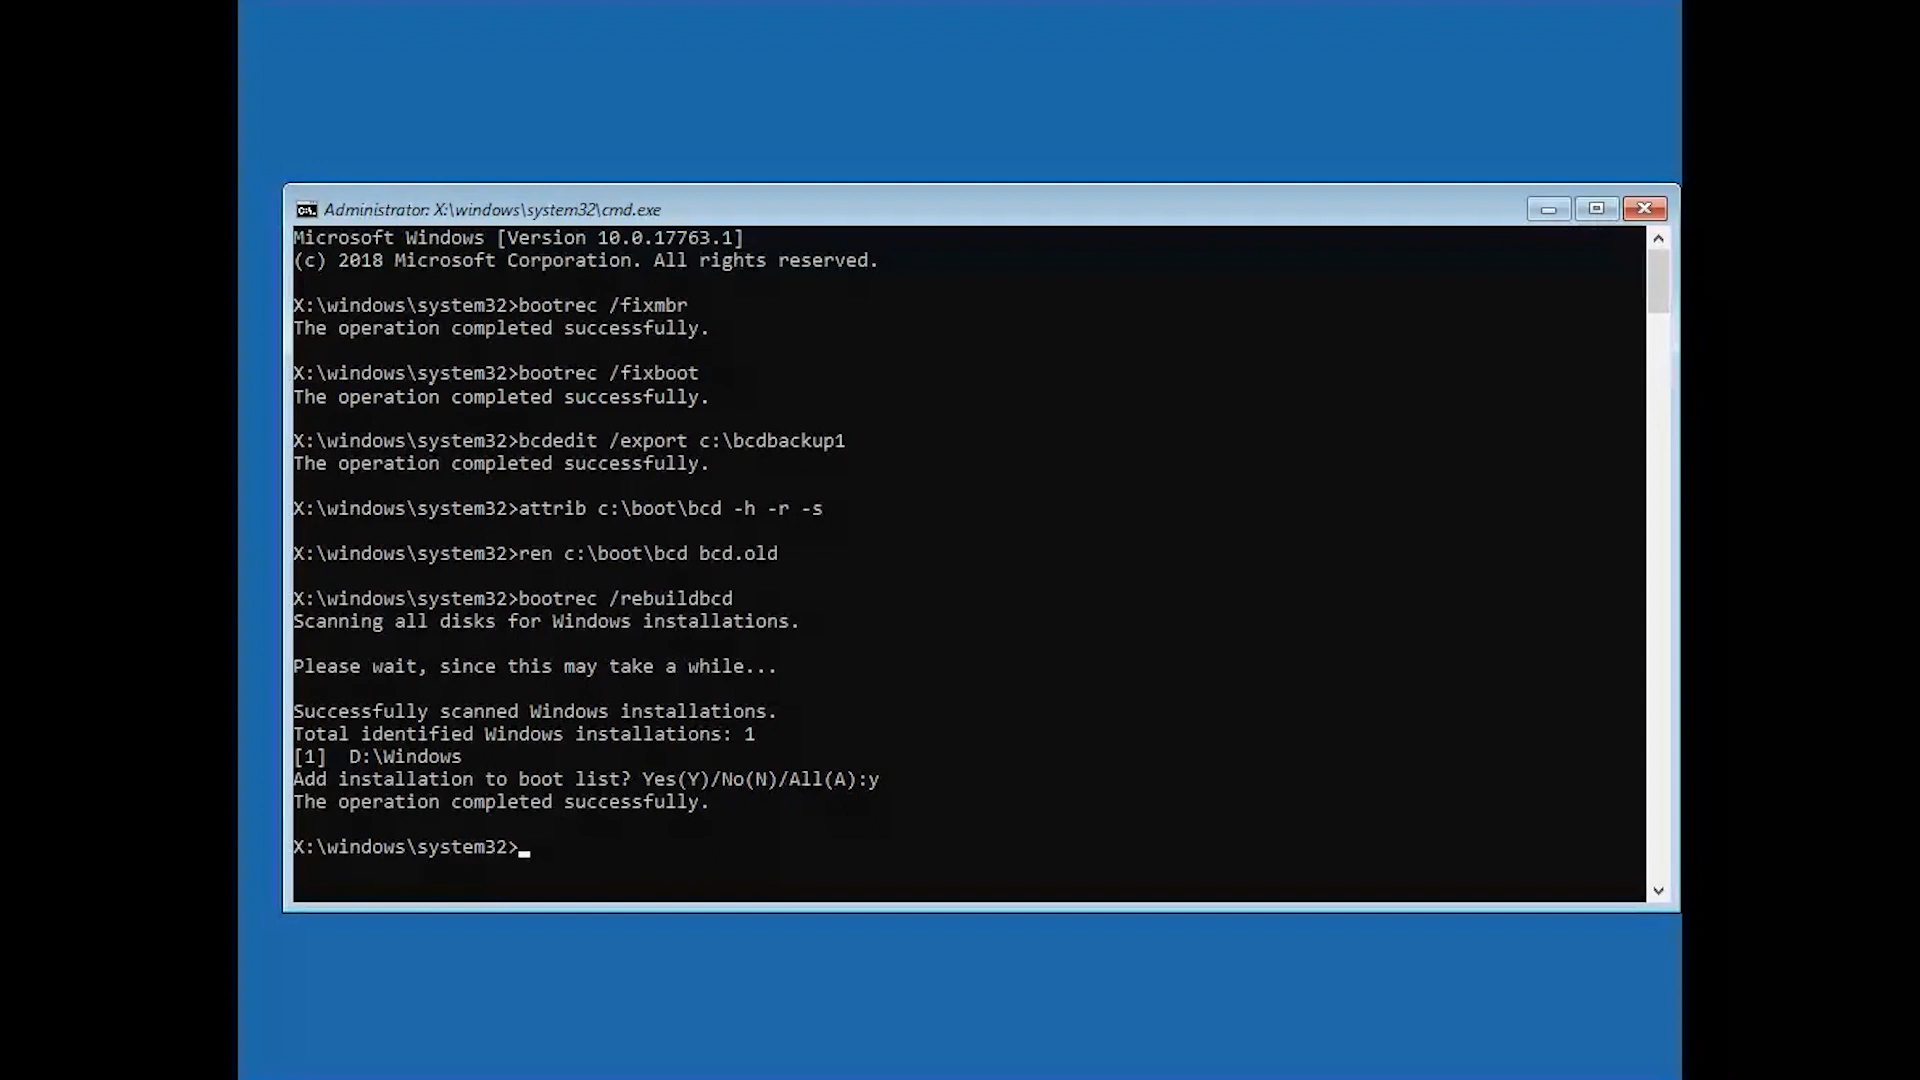 Administrator: X:\windows\system32\cmd.exe
Microsoft Windows [Version 10.0.17763.1]
(c) 2018 Microsoft Corporation. All rights reserved.
X:\windows\system32>bootrec /fixmbr
The operation completed successfully.
X:\windows\system32>bootrec /fixboot
The operation completed successfully.
X:\windows\system32>bcdedit /export c:\bcdbackup1
The operation completed successfully.
X:\windows\system32>attrib c:\boot\bcd -h -r -s
X:\windows\system32>ren c:\boot\bcd bcd.old
X:\windows\system32>bootrec /rebuildbcd
Scanning all disks for Windows installations.
Please wait, since this may take a while...
Successfully scanned Windows installations.
Total identified Windows installations: 1
[1]  D:\Windows
Add installation to boot list? Yes(Y)/No(N)/All(A):y
The operation completed successfully.
X:\windows\system32>